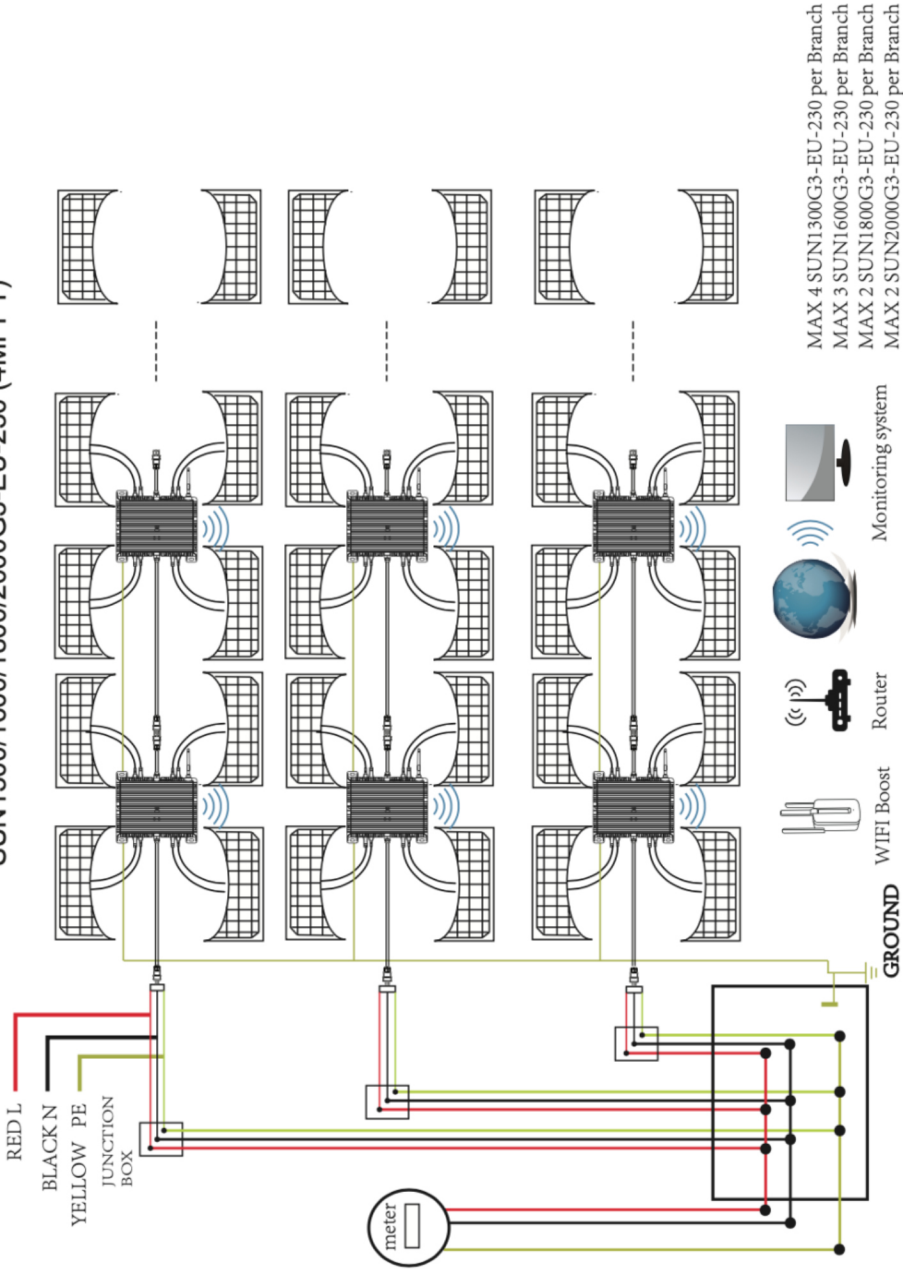 RED L
BLACK N
YELLOW PE
JUNCTION
BOX
meter
GROUND
WIFI Boost
Router
Monitoring system
MAX 4 SUN1300G3-EU-230 per Branch
MAX 3 SUN1600G3-EU-230 per Branch
MAX 2 SUN1800G3-EU-230 per Branch
MAX 2 SUN2000G3-EU-230 per Branch